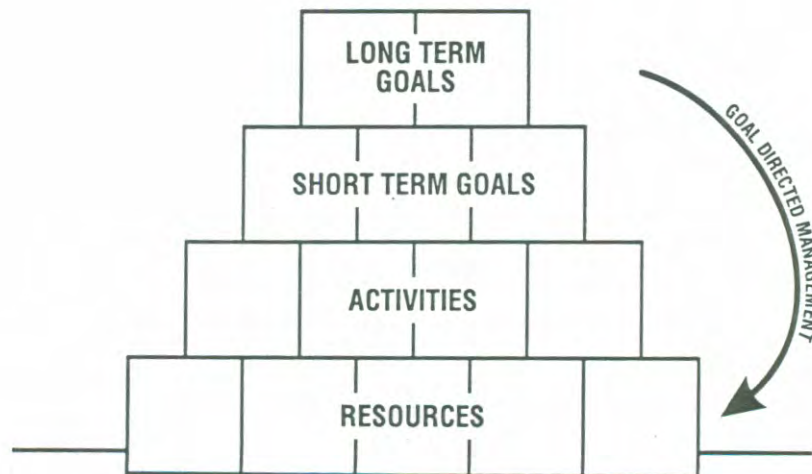 LONG TERM
GOALS
SHORT TERM GOALS
ACTIVITIES
RESOURCES
GOAL DIRECTED MANAGEMENT